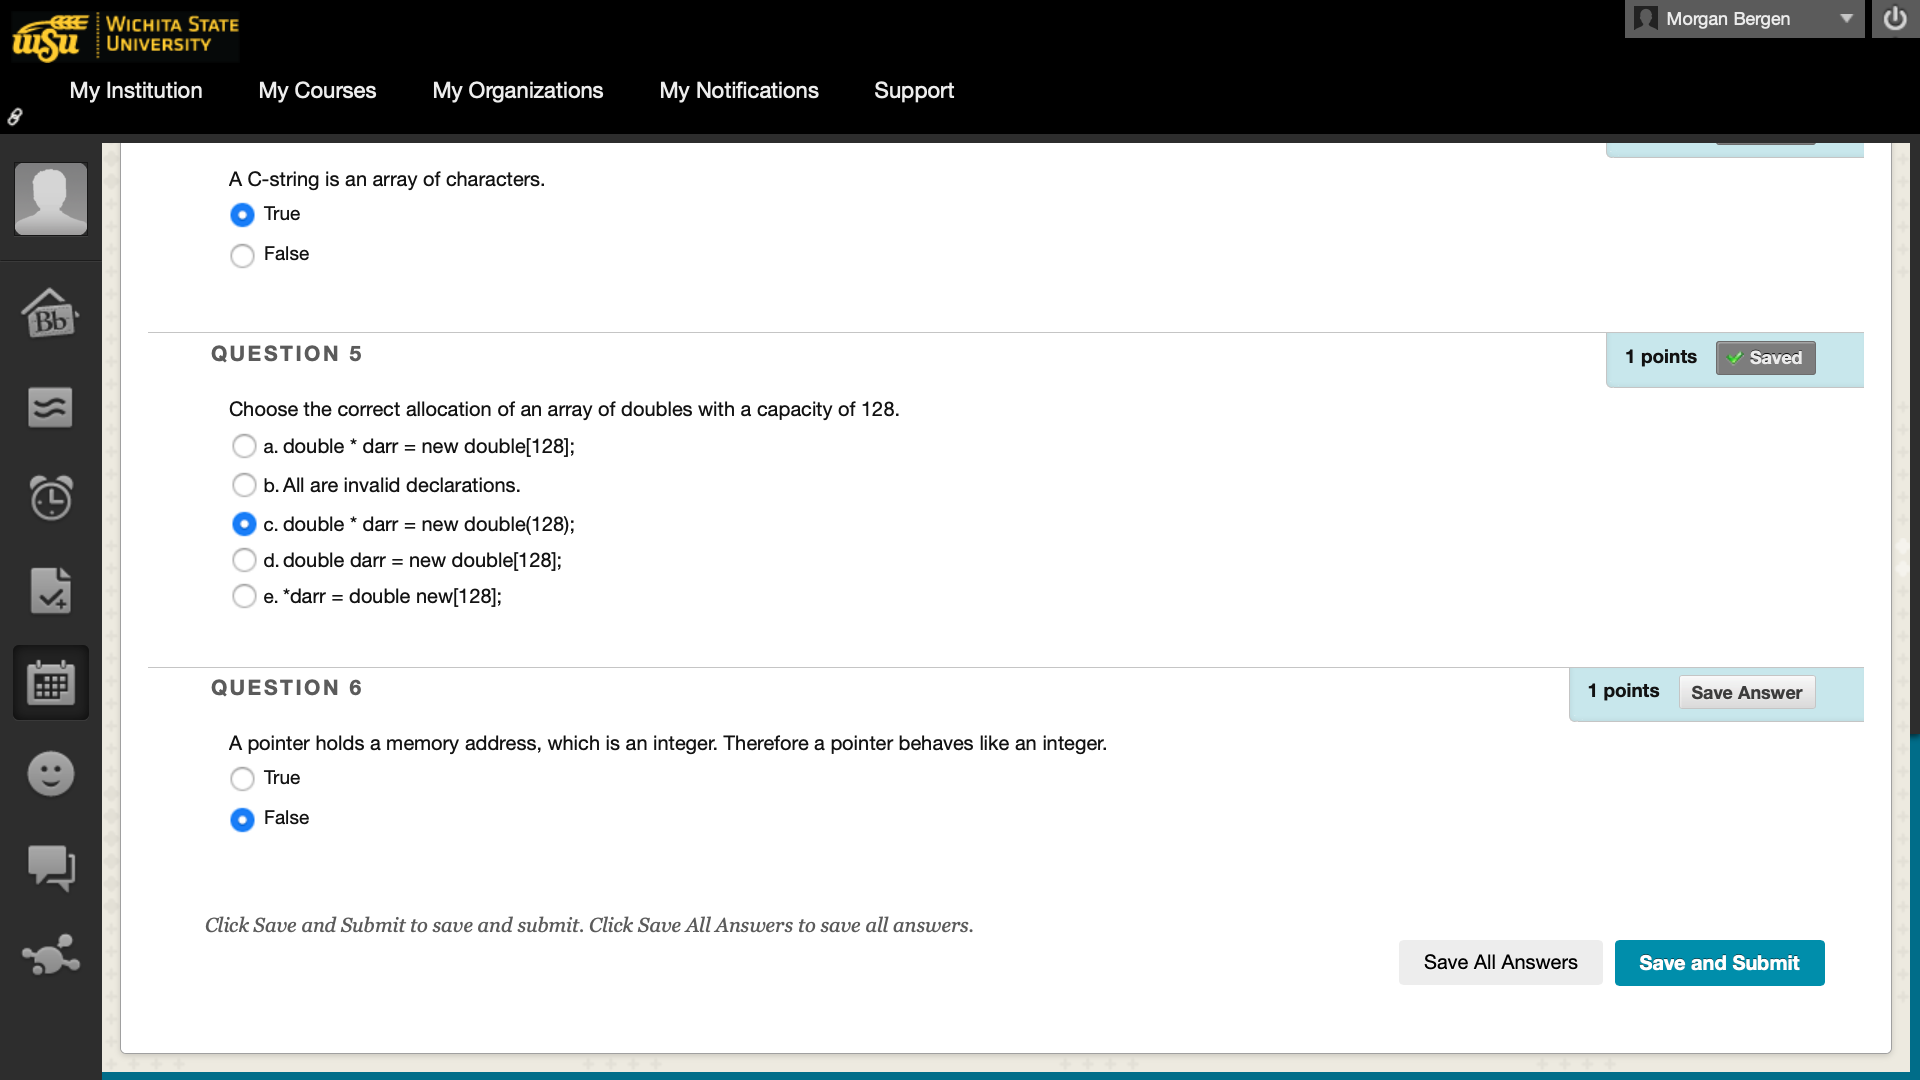 WICHITA STATE
UNIVERSITY
wsu
Morgan Bergen
My Institution
My Courses
My Organizations
My Notifications
Support
A C-string is an array of characters.
True
False
QUESTION 5
1 points
Saved
Choose the correct allocation of an array of doubles with a capacity of 128.
a. double * darr = new double[128];
b. All are invalid declarations.
c. double * darr = new double(128);
d. double darr = new double[128];
e. *darr = double new[128];
QUESTION 6
1 points
Save Answer
A pointer holds a memory address, which is an integer. Therefore a pointer behaves like an integer.
True
False
Click Save and Submit to save and submit. Click Save All Answers to save all answers.
Save All Answers
Save and Submit
Bb